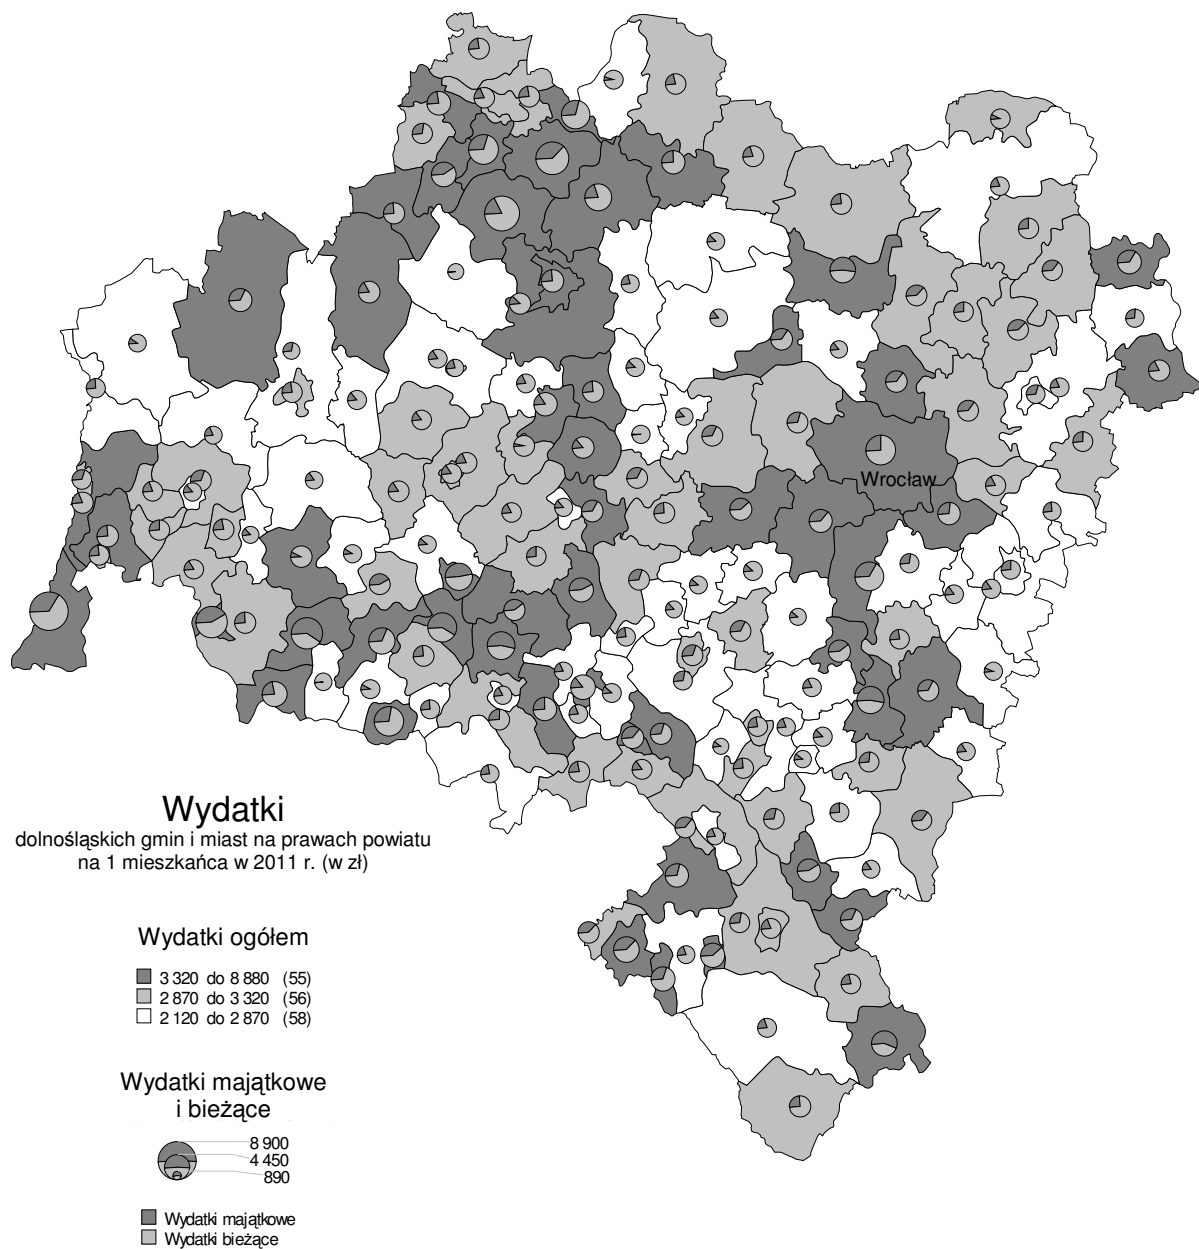 Wrocław
Wydatki
dolnośląskich gmin i miast na prawach powiatu
na 1 mieszkańca w 2011 r. (w zł)
Wydatki ogółem
3 320 do 8 880 (55)
2 870 do 3 320 (56)
2 120 do 2 870 (58)
Wydatki majątkowe
i bieżące
8 900
4 450
890
Wydatki majątkowe
Wydatki bieżące